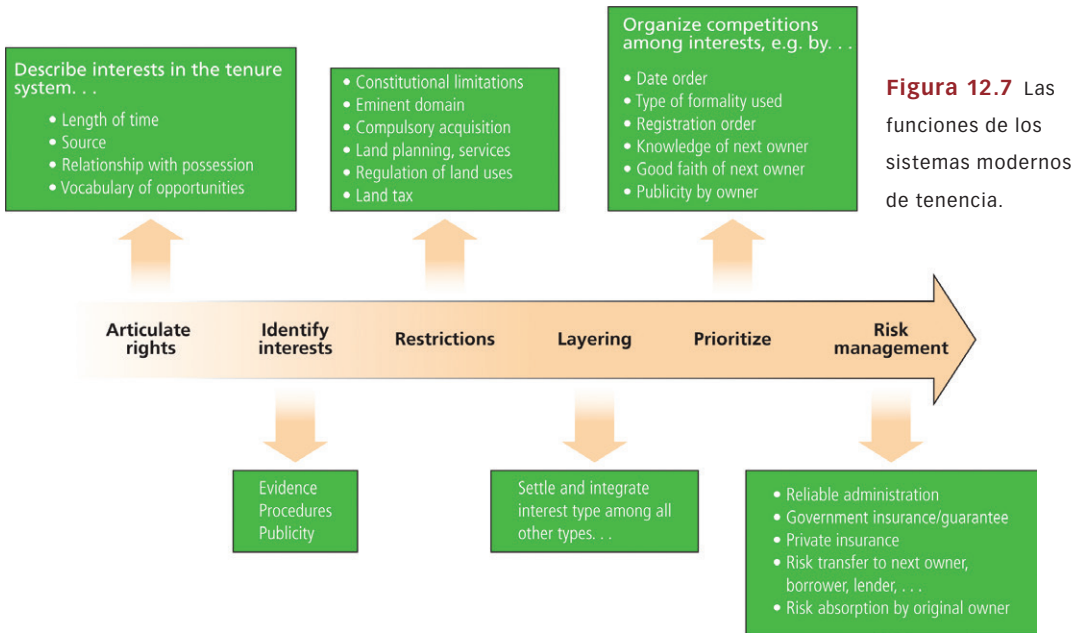 Describe interests in the tenure
system. . .
• Length of time
• Source
• Relationship with possession
• Vocabulary of opportunities
• Constitutional limitations
• Eminent domain
• Compulsory acquisition
• Land planning, services
• Regulation of land uses
• Land tax
Organize competitions
among interests, e.g. by. . .
• Date order
• Type of formality used
• Registration order
• Knowledge of next owner
• Good faith of next owner
• Publicity by owner
Figura 12.7 Las
funciones de los
sistemas modernos
de tenencia.
Articulate
rights
Identify
interests
Restrictions
Layering
Prioritize
Risk
management
Evidence
Procedures
Publicity
Settle and integrate
interest type among all
other types. . .
• Reliable administration
• Government insurance/guarantee
• Private insurance
• Risk transfer to next owner,
borrower, lender, . . .
• Risk absorption by original owner